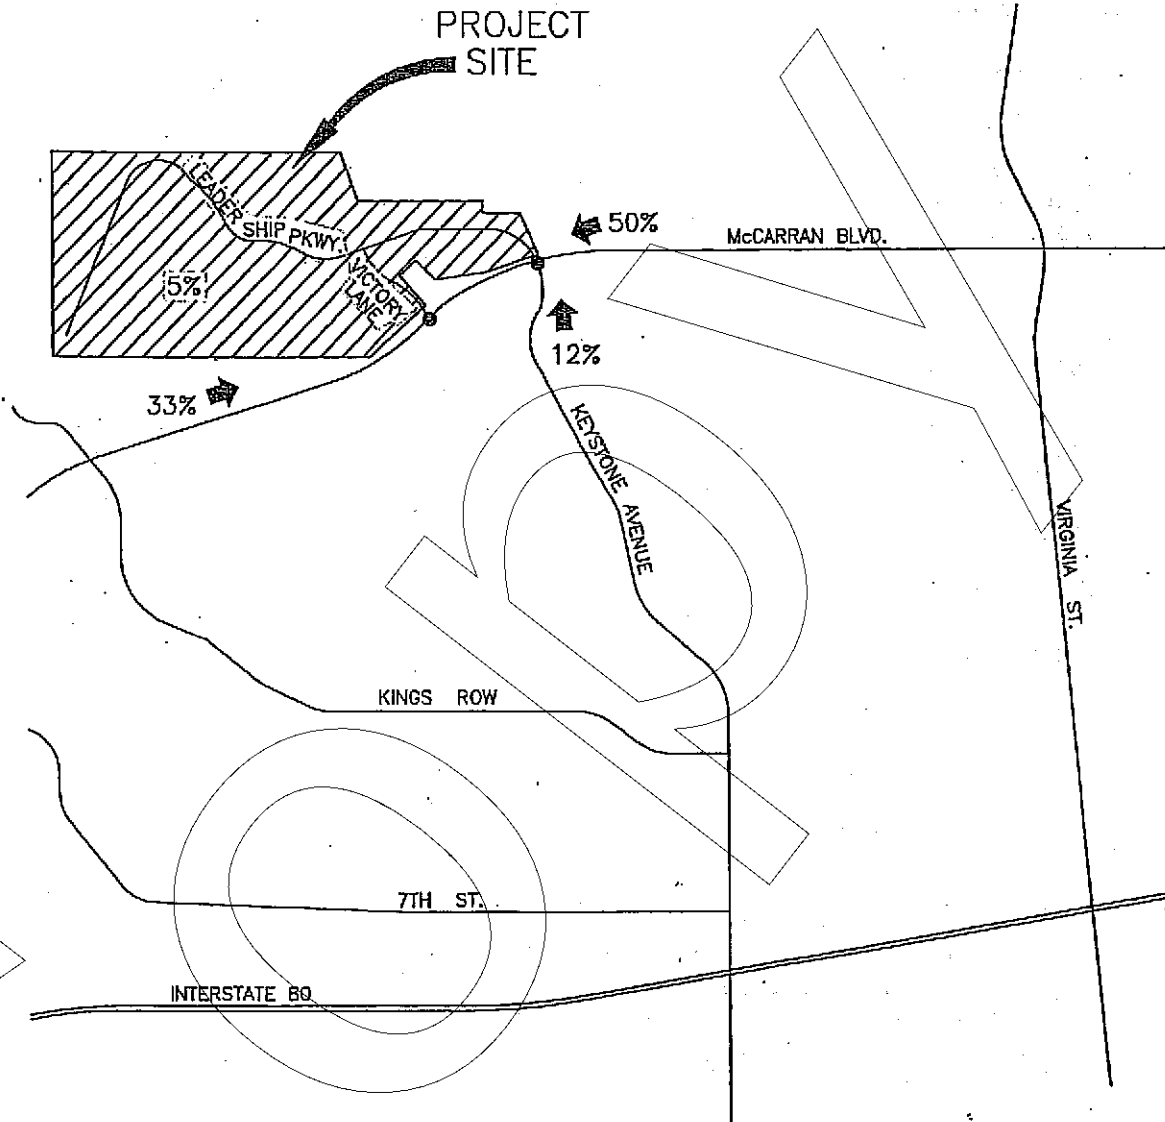 PROJECT
SITE
LEADER
SHIP PKWY.
50%
McCARRAN BLVD.
5%
VICTORY
LANE
12%
33%
KEYSTONE AVENUE
VIRGINIA ST.
KINGS ROW
7TH ST.
INTERSTATE 80
Copy